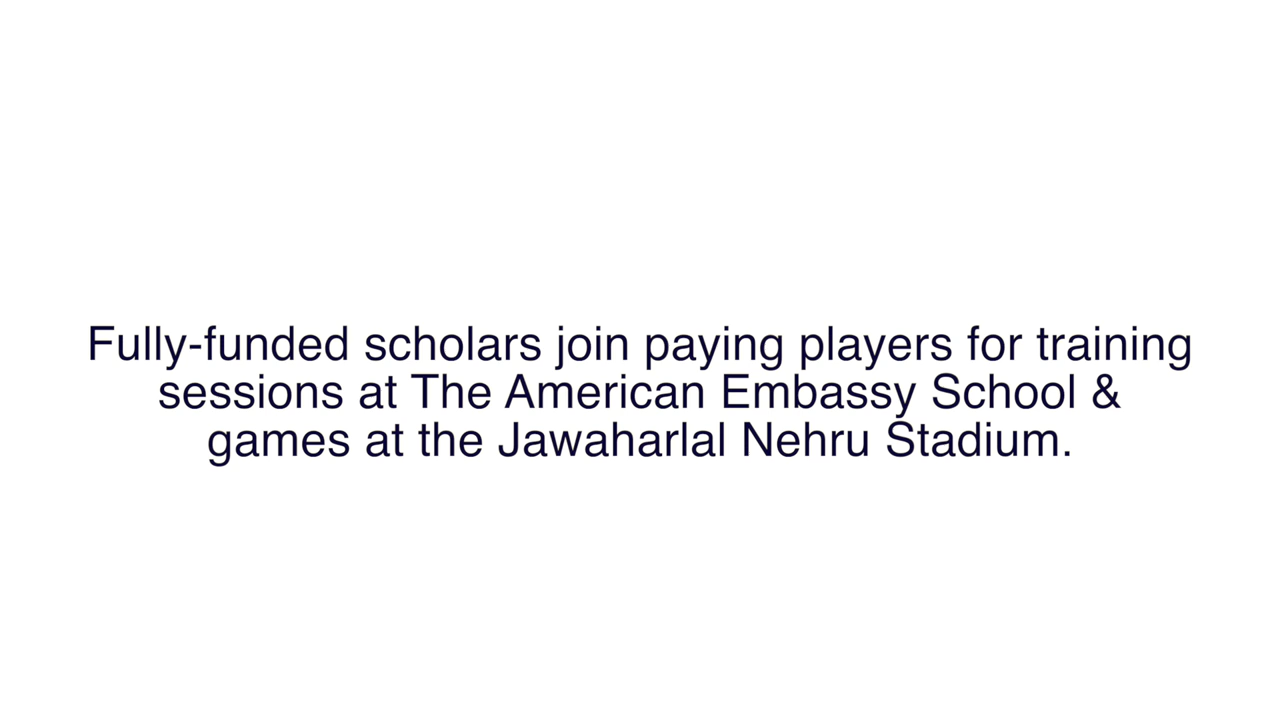 Fully-funded scholars join paying players for training
sessions at The American Embassy School &
games at the Jawaharlal Nehru Stadium.